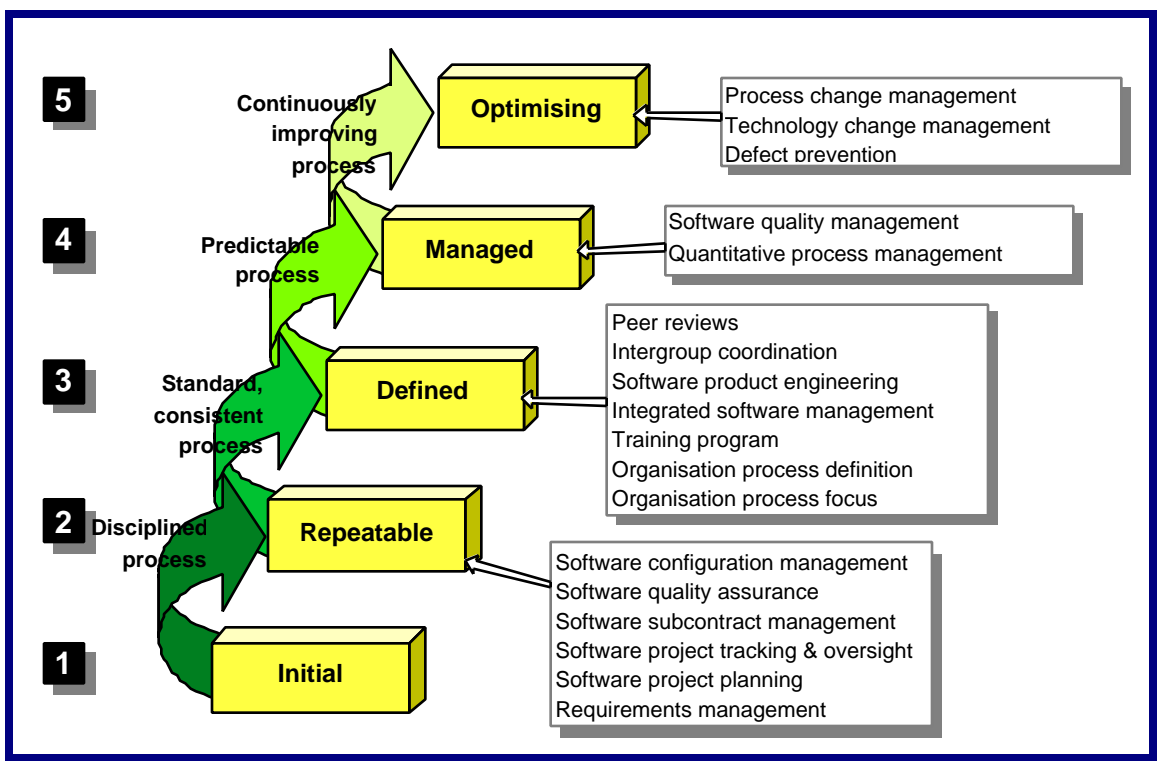 5
Continuously
improving
process
Optimising
Process change management
Technology change management
Defect prevention
4
Predictable
process
Managed
Software quality management
Quantitative process management
3
Standard,
consistent
process
Defined
Peer reviews
Intergroup coordination
Software product engineering
Integrated software management
Training program
Organisation process definition
Organisation process focus
2
Disciplined
process
Repeatable
Software configuration management
Software quality assurance
Software subcontract management
Software project tracking & oversight
Software project planning
Requirements management
1
Initial